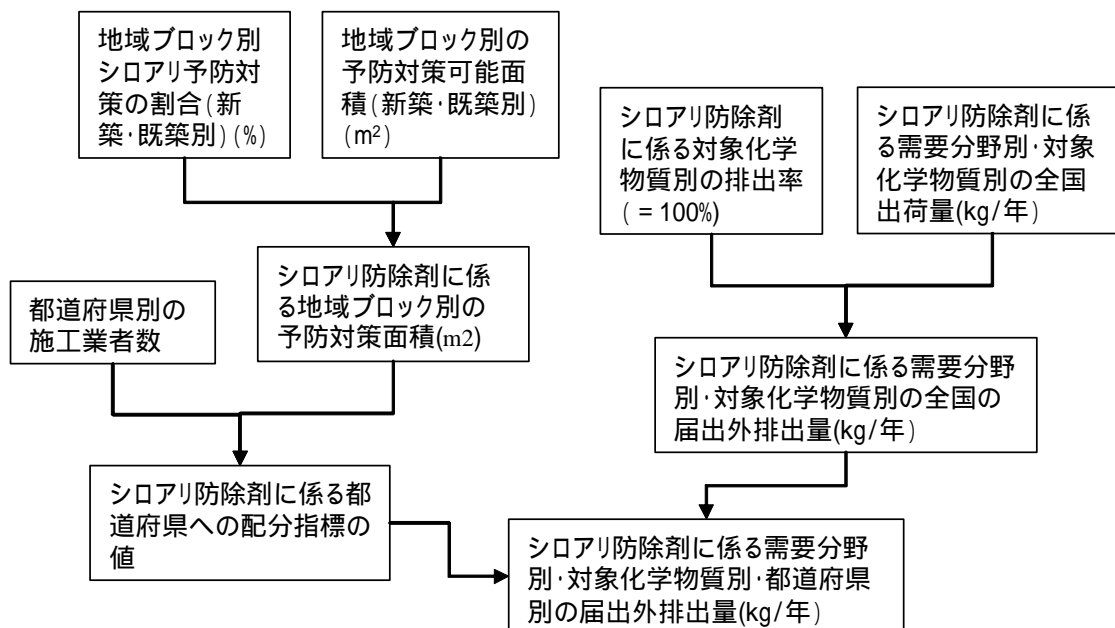 地域ブロック別
シロアリ予防対
策の割合(新
築・既築別)(%)
地域ブロック別の
予防対策可能面
積(新築・既築別)
(m²)
シロアリ防除剤
に係る対象化学
物質別の排出率
(=100%)
シロアリ防除剤に係
る需要分野別・対象
化学物質別の全国
出荷量(kg/年)
都道府県別の
施工業者数
シロアリ防除剤に係
る地域ブロック別の
予防対策面積(m2)
シロアリ防除剤に係る需要分野
別・対象化学物質別の全国の
届出外排出量(kg/年)
シロアリ防除剤に係る都
道府県への配分指標の
値
シロアリ防除剤に係る需要分野
別・対象化学物質別・都道府県
別の届出外排出量(kg/年)